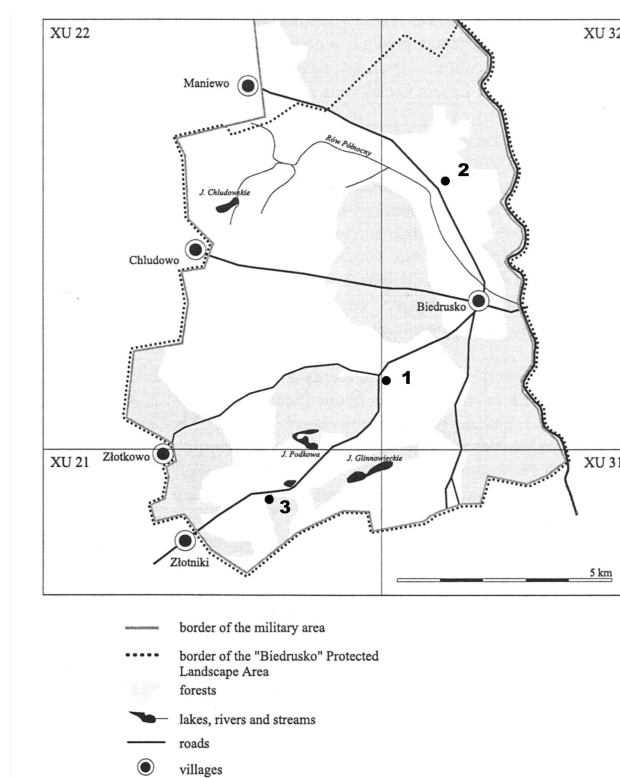 XU 22
XU 32
Maniewo
Rów Północny
2
J. Chludowskie
Chludowo
Biedrusko
1
J. Podkowa
J. Glinnowieckie
Złotkowo
XU 21
XU 31
3
Złotniki
5 km
border of the military area
border of the "Biedrusko" Protected
Landscape Area
forests
lakes, rivers and streams
roads
villages